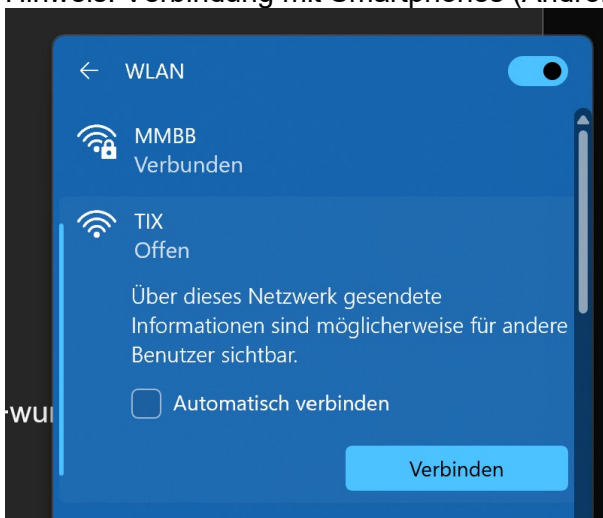 WLAN
MMBB
Verbunden
TIX
Offen
Über dieses Netzwerk gesendete
Informationen sind möglicherweise für andere
Benutzer sichtbar.
Automatisch verbinden
Verbinden